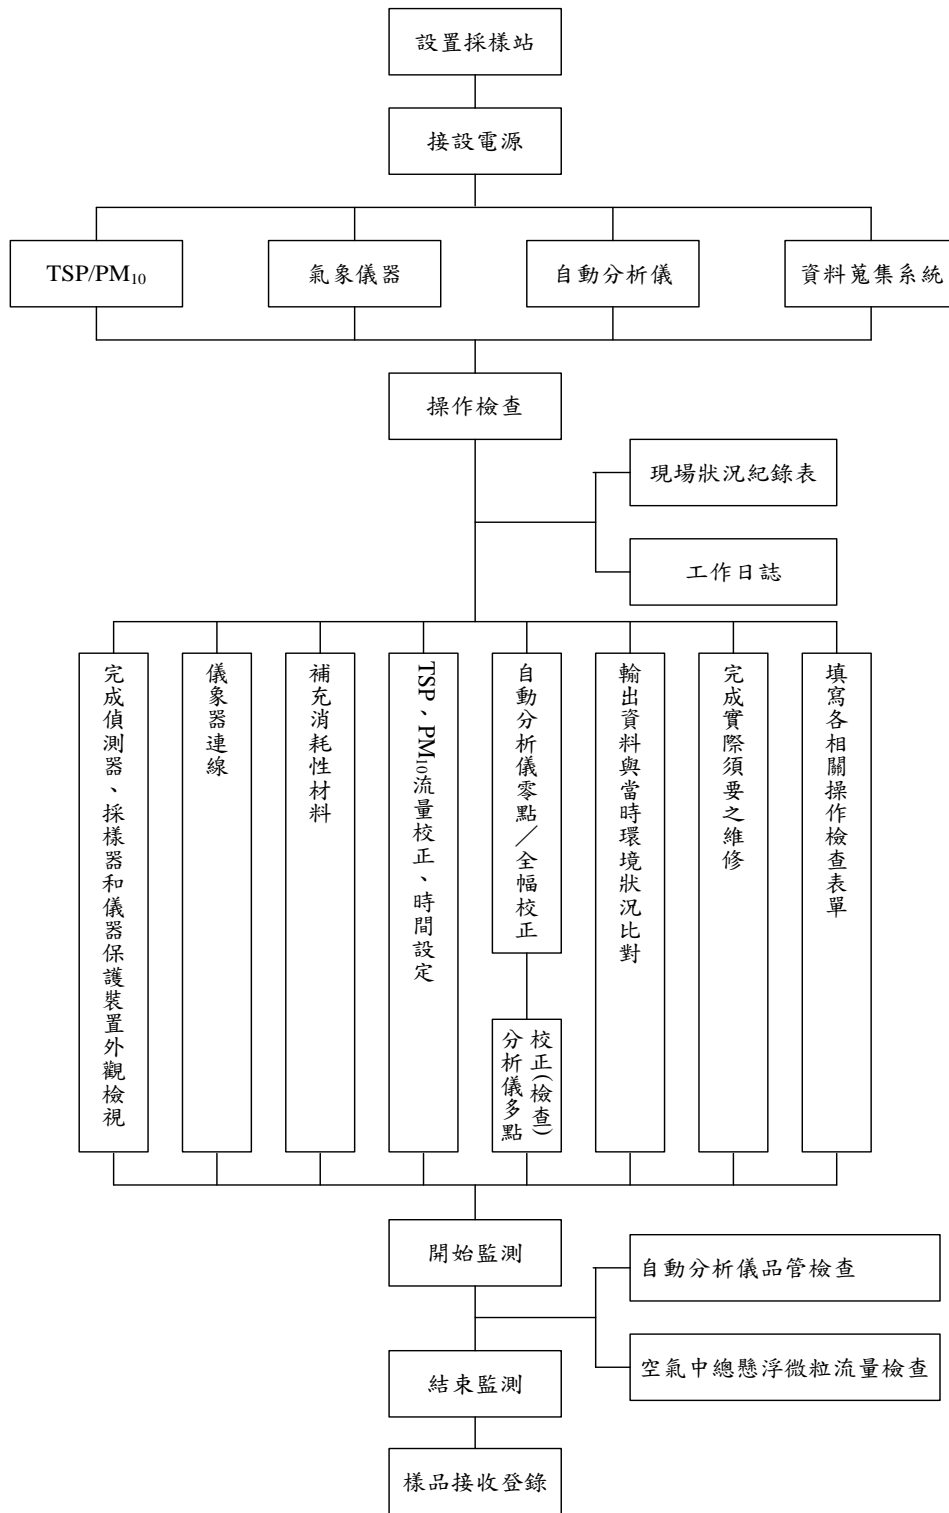 設置採樣站
接設電源
TSP/PM₁₀
氣象儀器
自動分析儀
資料蒐集系統
操作檢查
現場狀況紀錄表
工作日誌
完成偵測器、採樣器和儀器保護裝置外觀檢視
儀象器連線
補充消耗性材料
TSP、PM₁₀流量校正、時間設定
自動分析儀零點／全幅校正
校正(檢查)
分析儀多點
輸出資料與當時環境狀況比對
完成實際須要之維修
填寫各相關操作檢查表單
開始監測
自動分析儀品管檢查
空氣中總懸浮微粒流量檢查
結束監測
樣品接收登錄